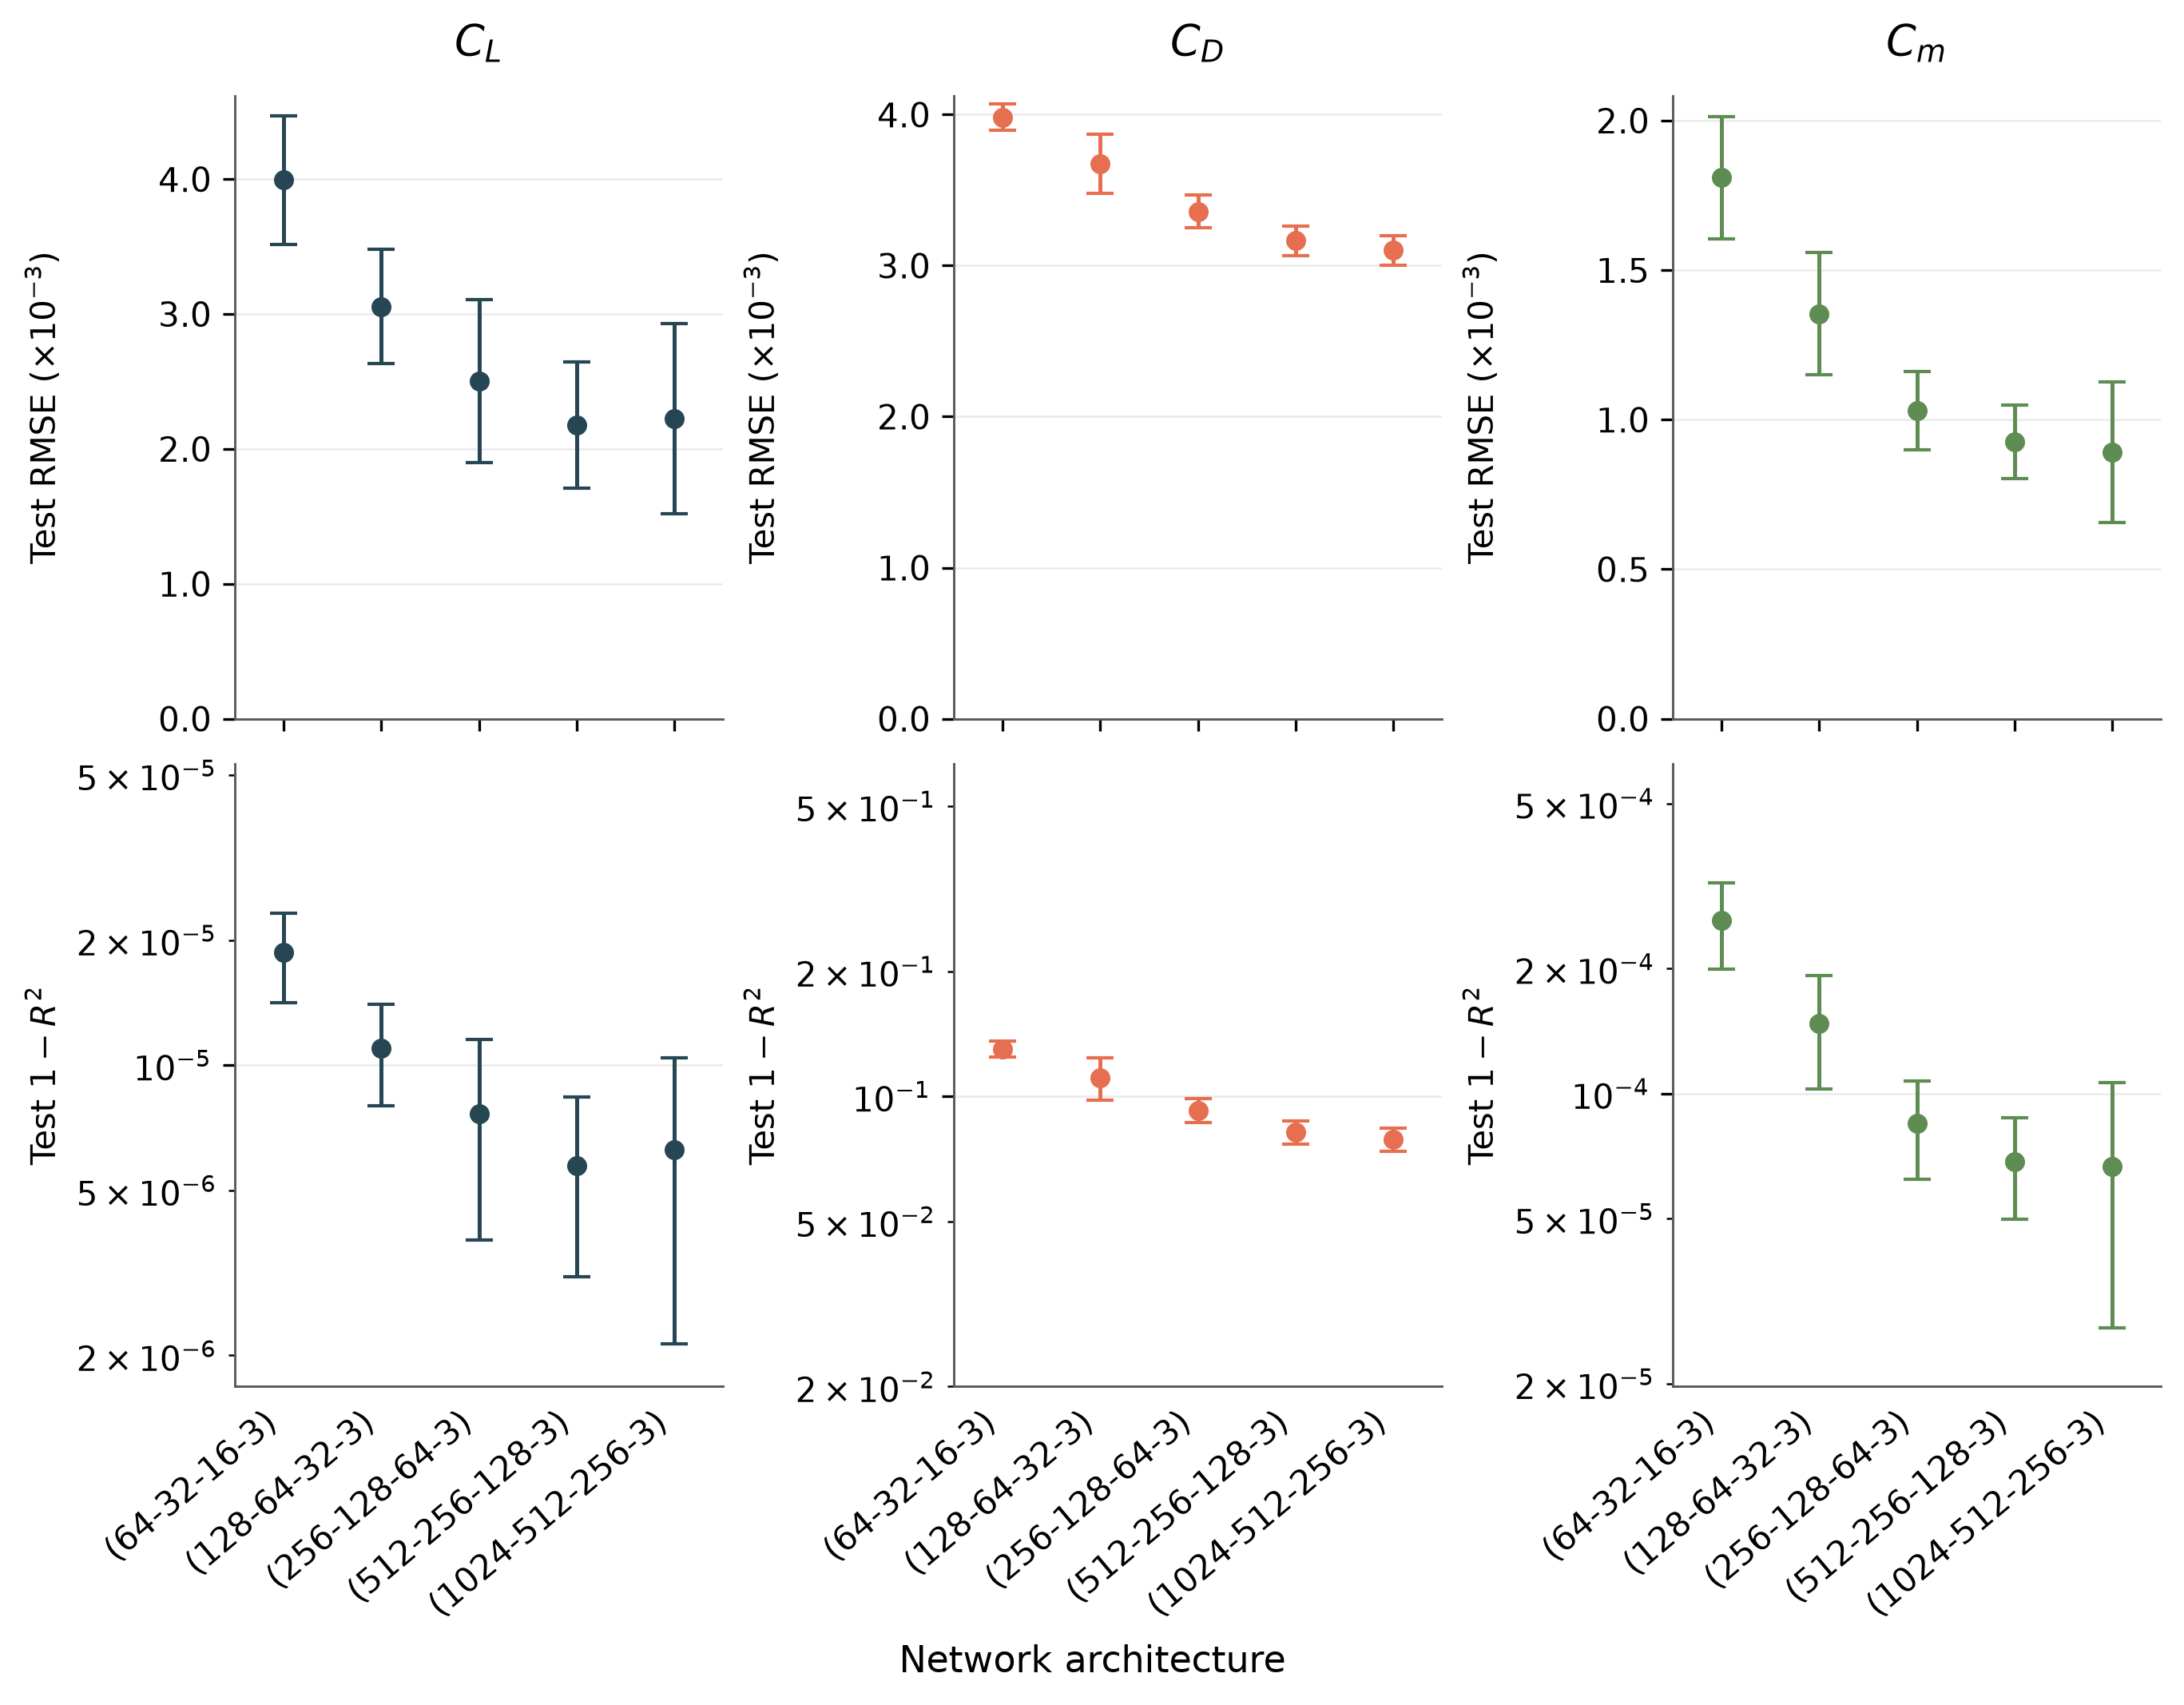 C_L
C_D
C_m
Test RMSE (×10⁻³)
4.0
3.0
2.0
1.0
0.0
Test RMSE (×10⁻³)
4.0
3.0
2.0
1.0
0.0
Test RMSE (×10⁻³)
2.0
1.5
1.0
0.5
0.0
Test 1 − R²
5 × 10⁻⁵
2 × 10⁻⁵
10⁻⁵
5 × 10⁻⁶
2 × 10⁻⁶
Test 1 − R²
5 × 10⁻¹
2 × 10⁻¹
10⁻¹
5 × 10⁻²
2 × 10⁻²
Test 1 − R²
5 × 10⁻⁴
2 × 10⁻⁴
10⁻⁴
5 × 10⁻⁵
2 × 10⁻⁵
(64-32-16-3)
(128-64-32-3)
(256-128-64-3)
(512-256-128-3)
(1024-512-256-3)
(64-32-16-3)
(128-64-32-3)
(256-128-64-3)
(512-256-128-3)
(1024-512-256-3)
(64-32-16-3)
(128-64-32-3)
(256-128-64-3)
(512-256-128-3)
(1024-512-256-3)
Network architecture